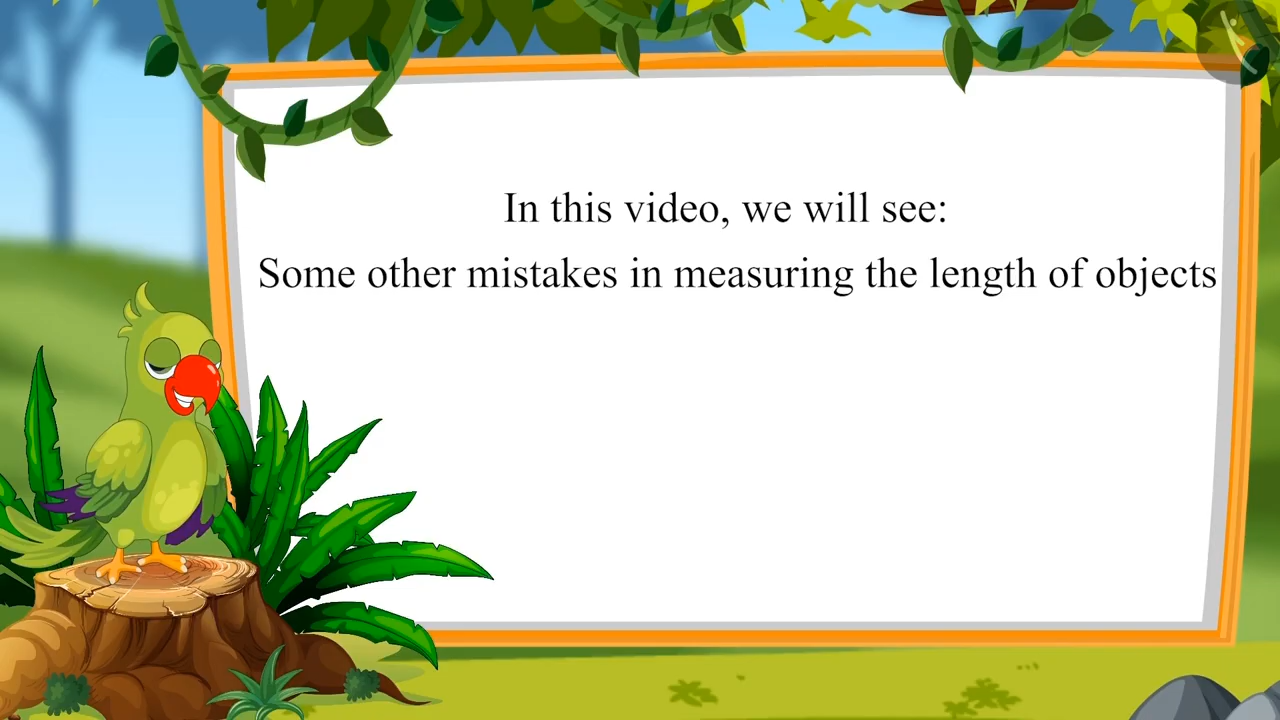 In this video, we will see:
Some other mistakes in measuring the length of objects